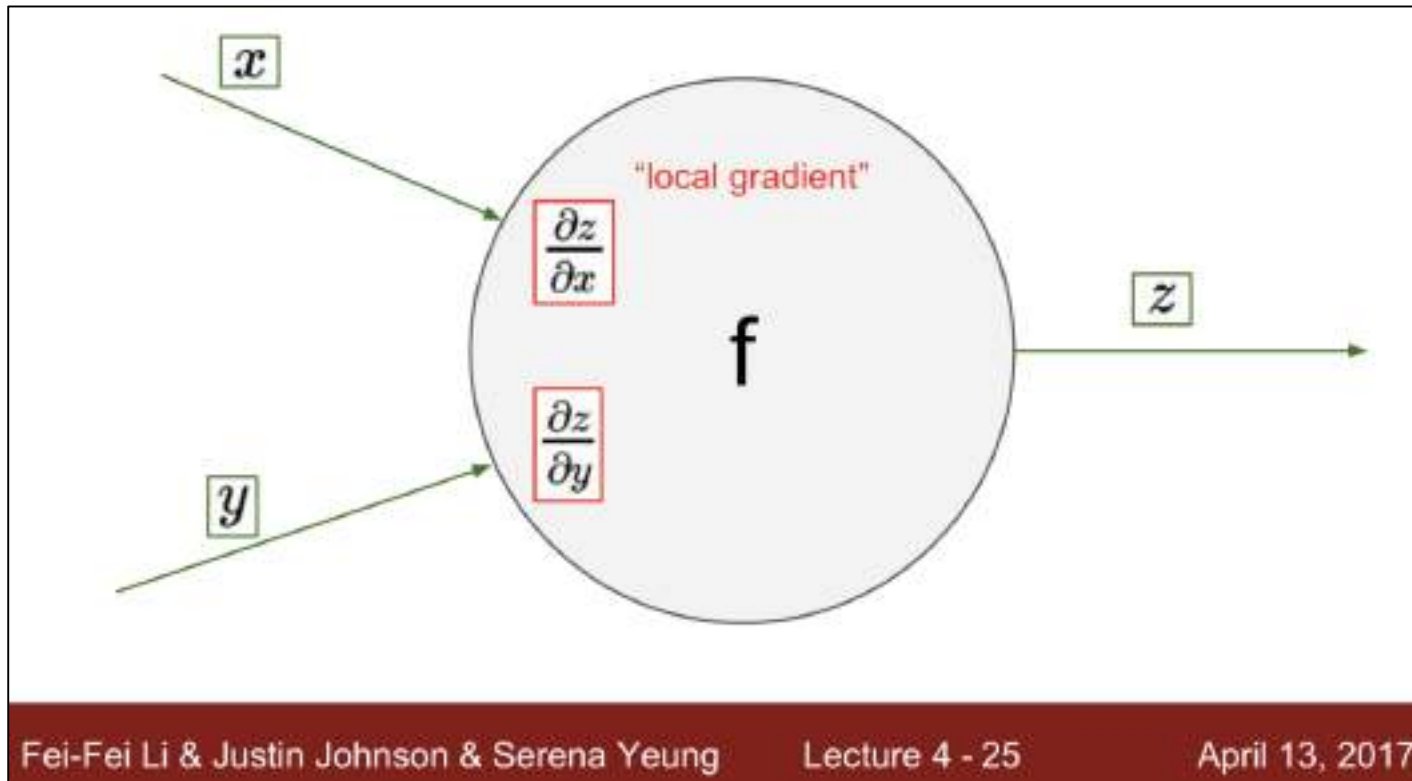 x
“local gradient”
∂z
∂x
z
f
∂z
∂y
y
Fei-Fei Li & Justin Johnson & Serena Yeung Lecture 4 - 25 April 13, 2017